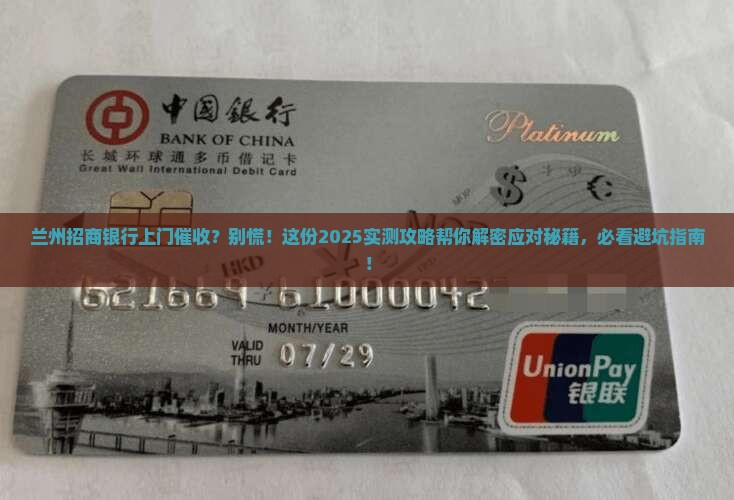 中国銀行
BANK OF CHINA
长城环球通多币借记卡
Great Wall International Debit Card
Platinum
$
€
兰州招商银行上门催收？别慌！这份2025实测攻略帮你解密应对秘籍，必看避坑指南
！
HKD
MONTH/YEAR
VALID
THRU
07/29
UnionPay
银联